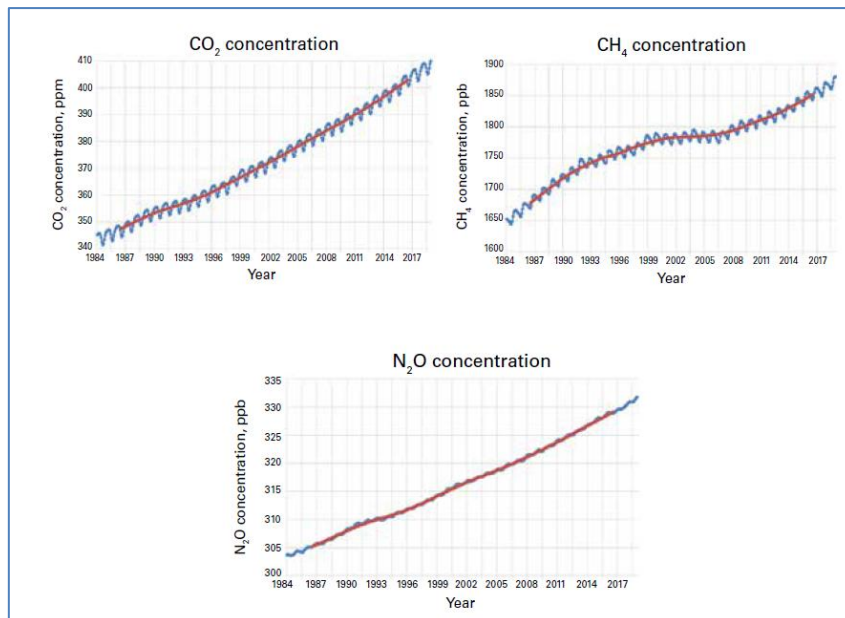 CO₂ concentration
CO₂ concentration, ppm
410
400
390
380
370
360
350
340
1984 1987 1990 1993 1996 1999 2002 2005 2008 2011 2014 2017
Year
CH₄ concentration
CH₄ concentration, ppb
1900
1850
1800
1750
1700
1650
1600
1984 1987 1990 1993 1996 1999 2002 2005 2008 2011 2014 2017
Year
N₂O concentration
N₂O concentration, ppb
335
330
325
320
315
310
305
300
1984 1987 1990 1993 1996 1999 2002 2005 2008 2011 2014 2017
Year